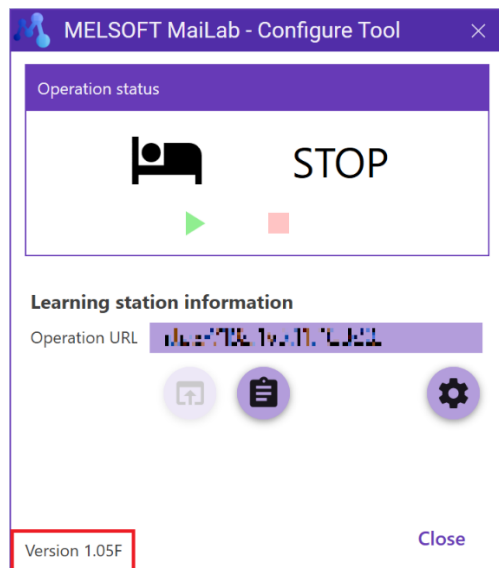 MELSOFT MaiLab - Configure Tool
Operation status
STOP
Learning station information
Operation URL
Close
Version 1.05F